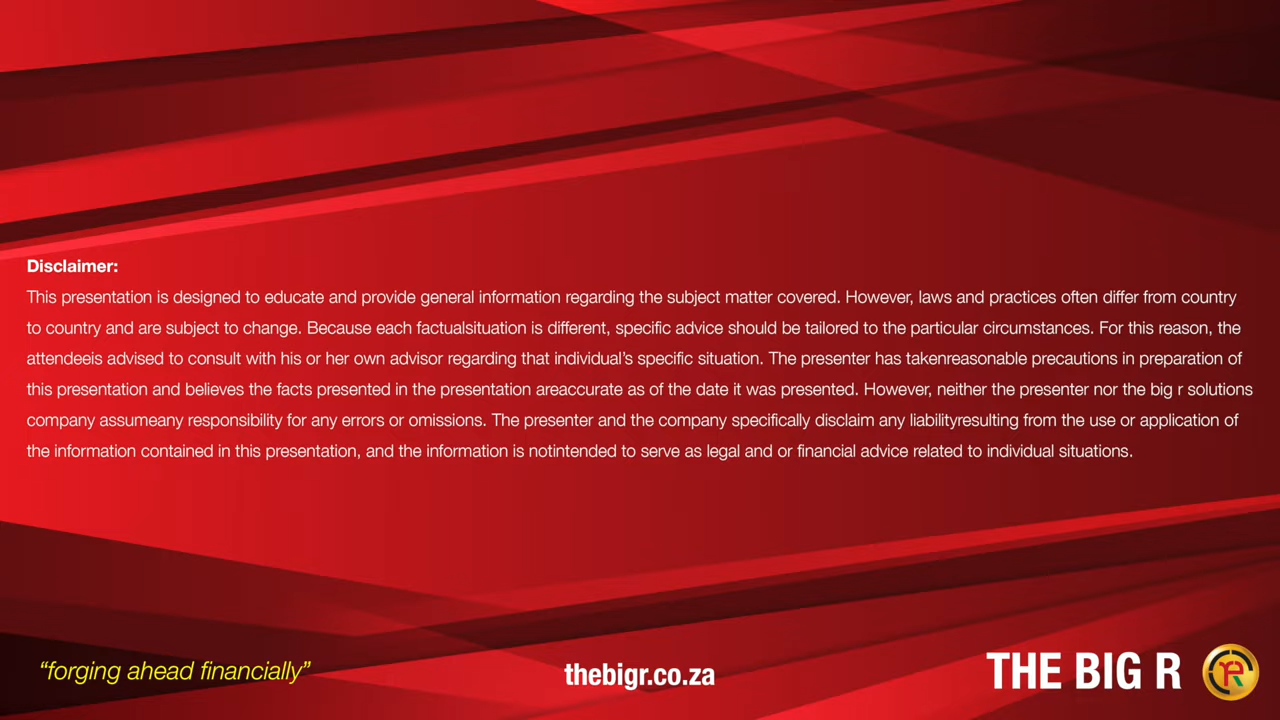 Disclaimer:
This presentation is designed to educate and provide general information regarding the subject matter covered. However, laws and practices often differ from country
to country and are subject to change. Because each factualsituation is different, specific advice should be tailored to the particular circumstances. For this reason, the
attendeeis advised to consult with his or her own advisor regarding that individual's specific situation. The presenter has takenreasonable precautions in preparation of
this presentation and believes the facts presented in the presentation areaccurate as of the date it was presented. However, neither the presenter nor the big r solutions
company assumeany responsibility for any errors or omissions. The presenter and the company specifically disclaim any liabilityresulting from the use or application of
the information contained in this presentation, and the information is notintended to serve as legal and or financial advice related to individual situations.
“forging ahead financially”
thebigr.co.za
THE BIG R